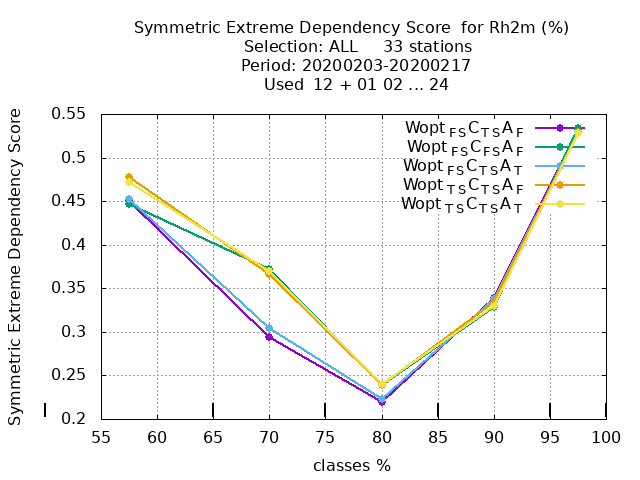 Symmetric Extreme Dependency Score  for Rh2m (%)
Selection: ALL     33 stations
Period: 20200203-20200217
Used  12 + 01 02 ... 24
Symmetric Extreme Dependency Score
0.55
0.5
0.45
0.4
0.35
0.3
0.25
0.2
Wopt FS C TS A F
Wopt FS C FS A F
Wopt FS C TS A T
Wopt TS C TS A F
Wopt TS C TS A T
55 60 65 70 75 80 85 90 95 100
classes %